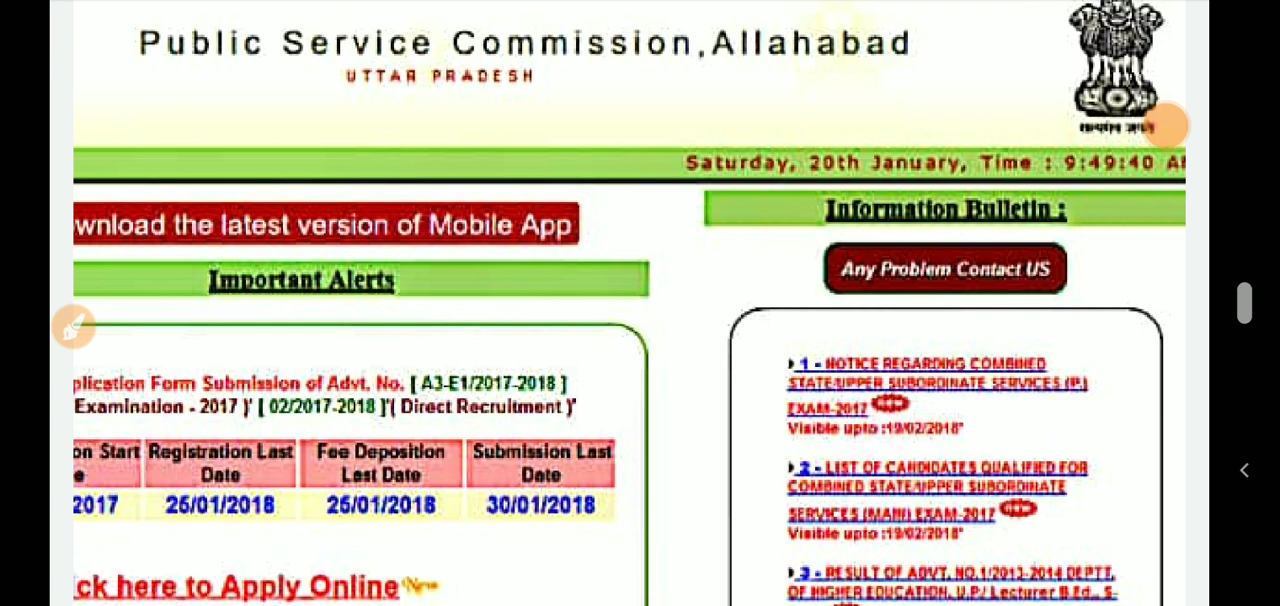 Public Service Commission,Allahabad
UTTAR PRADESH
Saturday, 20th January, Time : 9:49:40 A
wnload the latest version of Mobile App
Important Alerts
plication Form Submission of Advt. No. [ A3-E1/2017-2018 ]
Examination - 2017 )' [ 02/2017-2018 ]'( Direct Recruitment )'
on Start Registration Last Fee Deposition Submission Last
e Date Last Date Date
2017 25/01/2018 25/01/2018 30/01/2018
ck here to Apply Online New
Information Bulletin :
Any Problem Contact US
1 - NOTICE REGARDING COMBINED
STATE/UPPER SUBORDINATE SERVICES (P.)
EXAM-2017
Visible upto :19/02/2018"
2 - LIST OF CANDIDATES QUALIFIED FOR
COMBINED STATE/UPPER SUBORDINATE
SERVICES (MAIN) EXAM-2017
Visible upto :19/02/2018"
3 - RESULT OF ADVT. NO.1/2013-2014 DEPTT.
OF HIGHER EDUCATION, U.P./ Lecturer B.Ed., S-